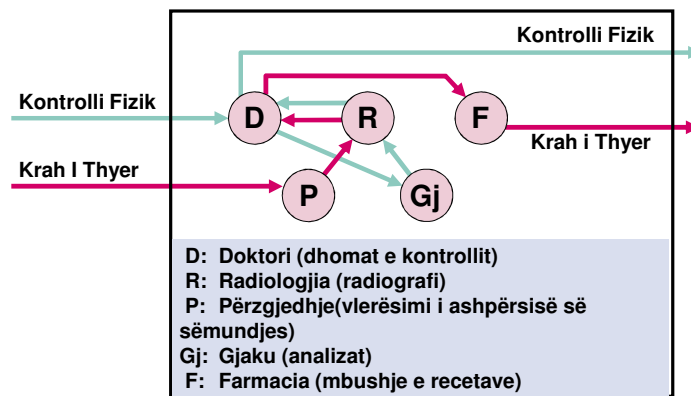 Kontrolli Fizik
Kontrolli Fizik
D
R
F
Krah i Thyer
Krah I Thyer
P
Gj
D: Doktori (dhomat e kontrollit)
R: Radiologjia (radiografi)
P: Përzgjedhje(vlerësimi i ashpërsisë së
sëmundjes)
Gj: Gjaku (analizat)
F: Farmacia (mbushje e recetave)